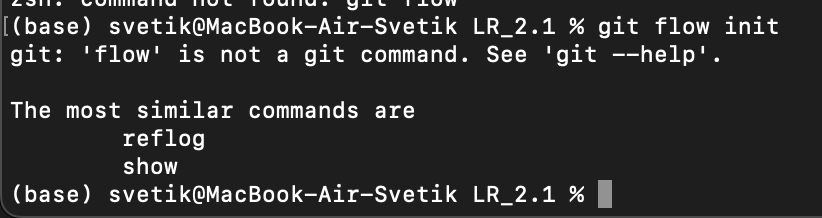 zsh: command not found: git flow
(base) svetik@MacBook-Air-Svetik LR_2.1 % git flow init
git: 'flow' is not a git command. See 'git --help'.
The most similar commands are
reflog
show
(base) svetik@MacBook-Air-Svetik LR_2.1 %